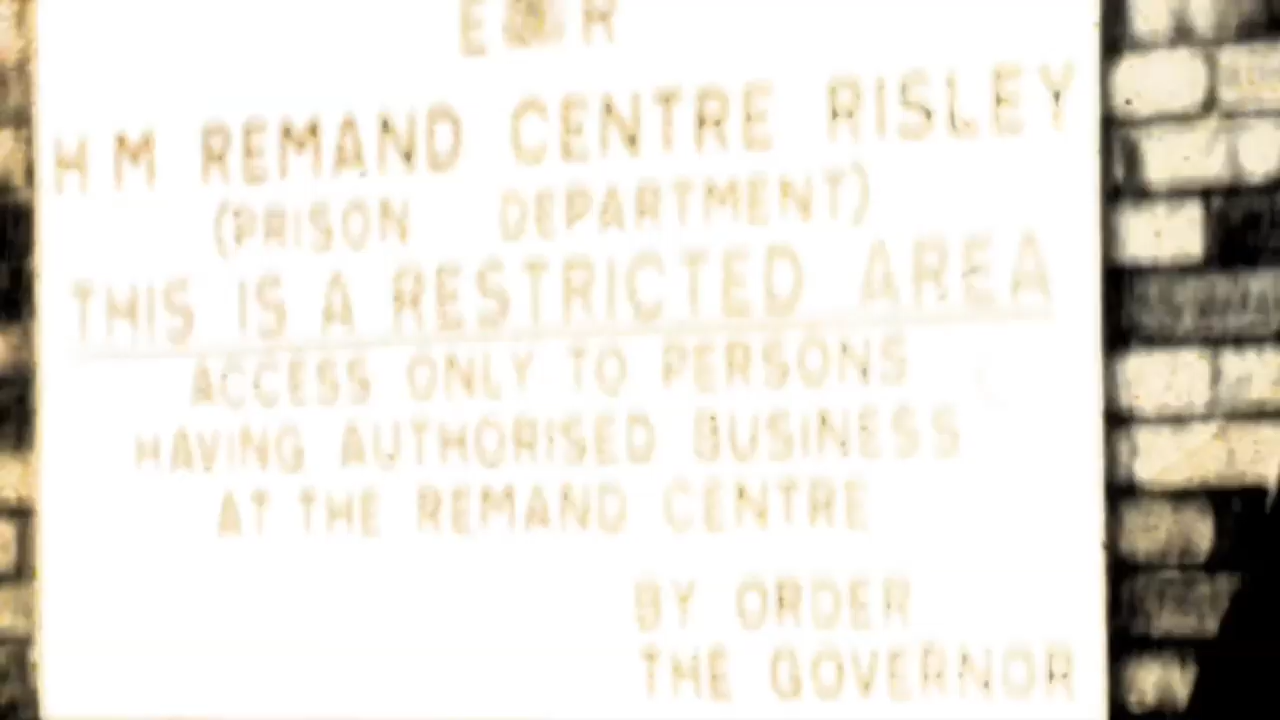 E R
H M REMAND CENTRE RISLEY
(PRISON DEPARTMENT)
THIS IS A RESTRICTED AREA
ACCESS ONLY TO PERSONS
HAVING AUTHORISED BUSINESS
AT THE REMAND CENTRE
BY ORDER
THE GOVERNOR